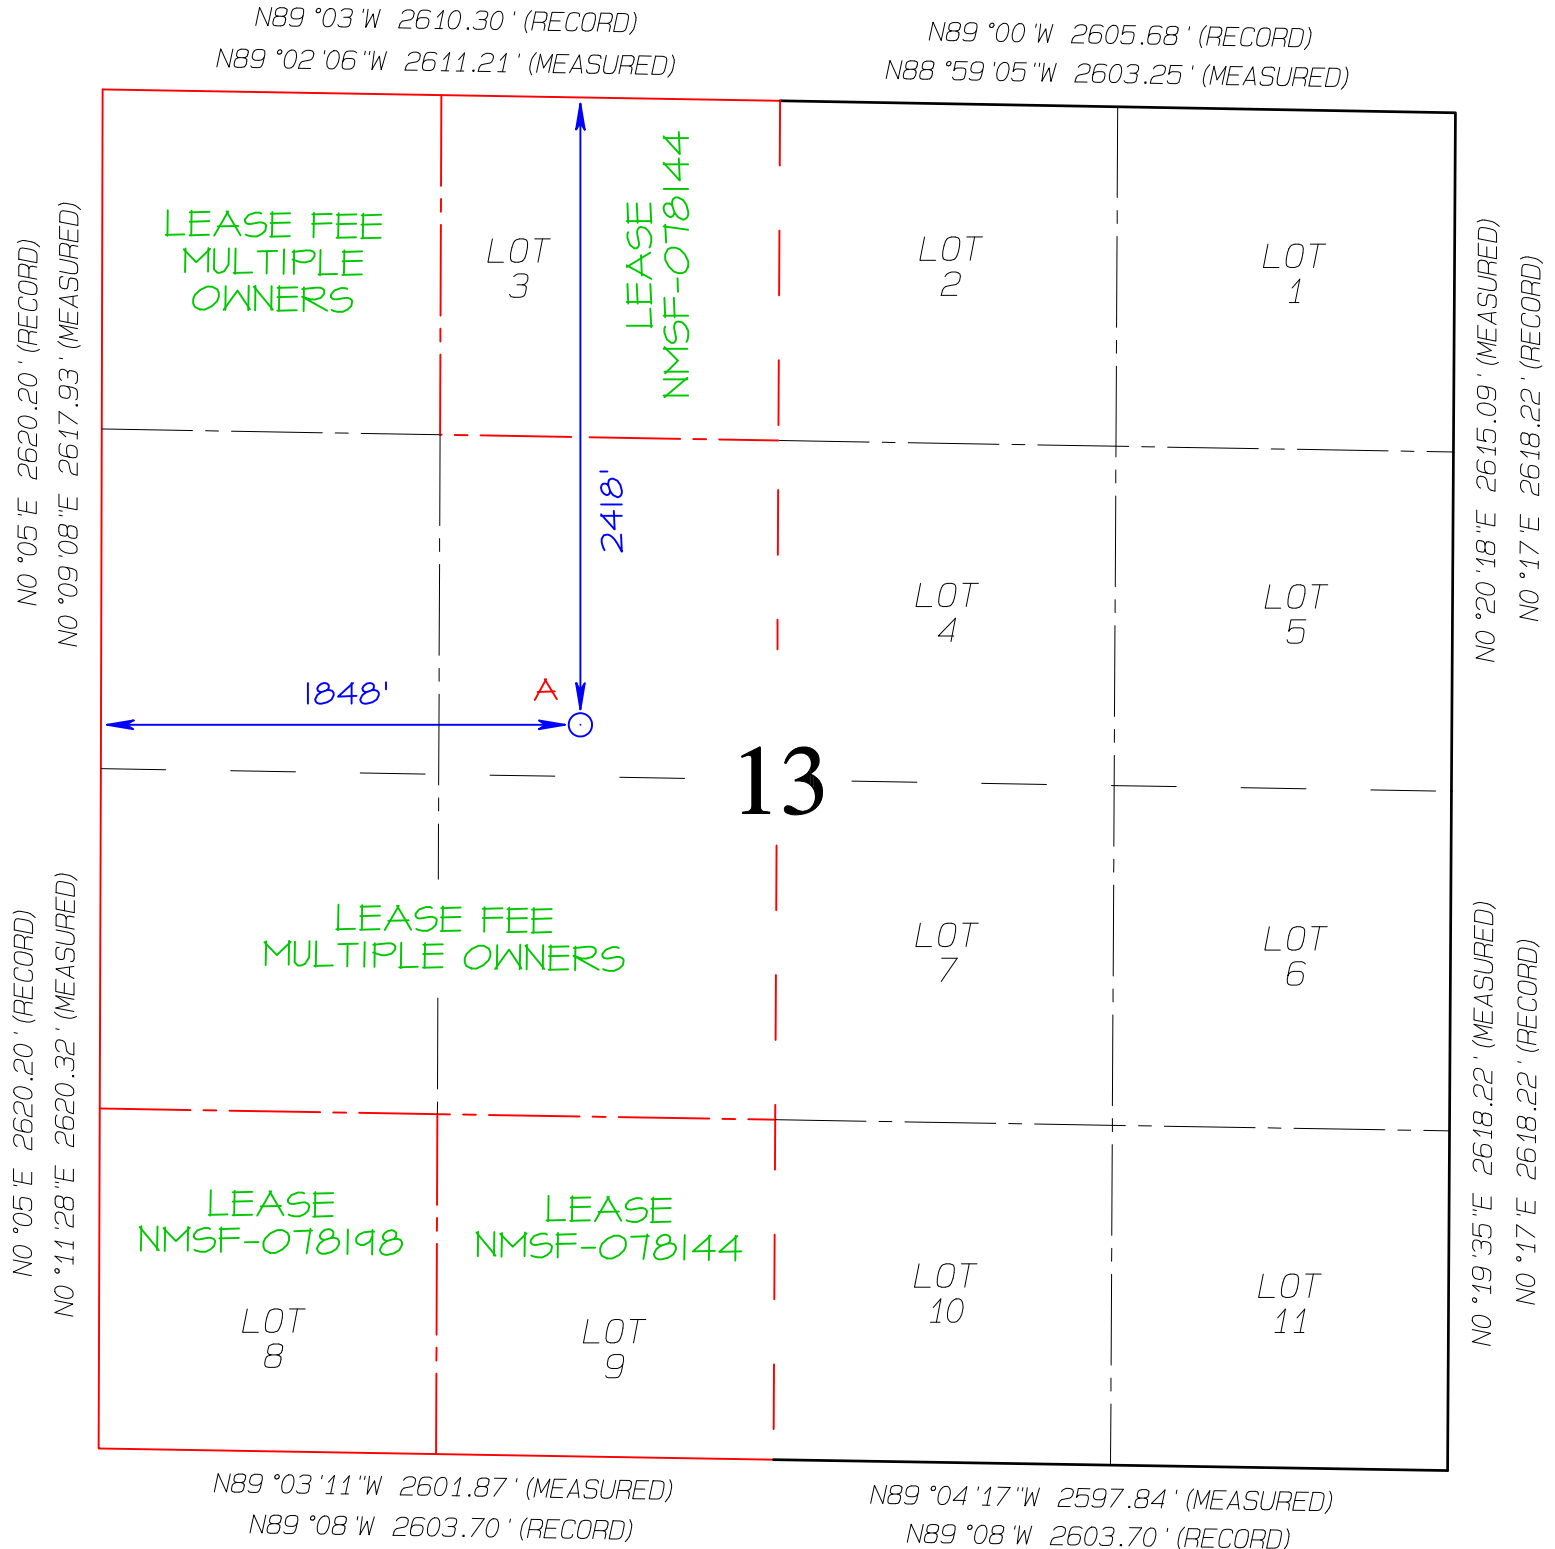 N89°03'W 2610.30' (RECORD)
N89°02'06"W 2611.21' (MEASURED)
N89°00'W 2605.68' (RECORD)
N88°59'05"W 2603.25' (MEASURED)
N0°05'E 2620.20' (RECORD)
N0°09'08"E 2617.93' (MEASURED)
LEASE FEE
MULTIPLE
OWNERS
LOT
3
LEASE
NMSF-078144
LOT
2
LOT
1
N0°20'18"E 2615.09' (MEASURED)
N0°17'E 2618.22' (RECORD)
2418'
1848'
A
LOT
4
LOT
5
13
N0°05'E 2620.20' (RECORD)
N0°11'28"E 2620.32' (MEASURED)
LEASE FEE
MULTIPLE OWNERS
LOT
7
LOT
6
N0°19'35"E 2618.22' (MEASURED)
N0°17'E 2618.22' (RECORD)
LEASE
NMSF-078198
LOT
8
LEASE
NMSF-078144
LOT
9
LOT
10
LOT
11
N89°03'11"W 2601.87' (MEASURED)
N89°08'W 2603.70' (RECORD)
N89°04'17"W 2597.84' (MEASURED)
N89°08'W 2603.70' (RECORD)